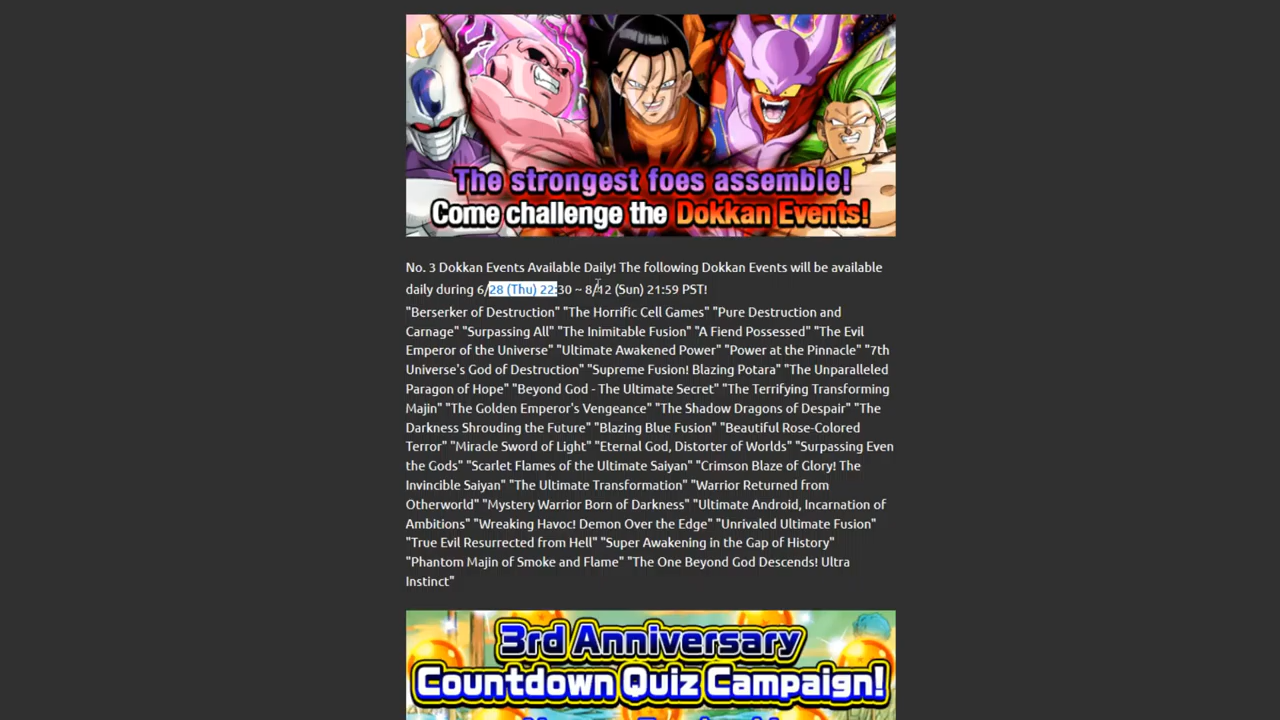 The strongest foes assemble!
Come challenge the Dokkan Events!
No. 3 Dokkan Events Available Daily! The following Dokkan Events will be available
daily during 6/28 (Thu) 22:30 ~ 8/12 (Sun) 21:59 PST!
"Berserker of Destruction" "The Horrific Cell Games" "Pure Destruction and
Carnage" "Surpassing All" "The Inimitable Fusion" "A Fiend Possessed" "The Evil
Emperor of the Universe" "Ultimate Awakened Power" "Power at the Pinnacle" "7th
Universe's God of Destruction" "Supreme Fusion! Blazing Potara" "The Unparalleled
Paragon of Hope" "Beyond God - The Ultimate Secret" "The Terrifying Transforming
Majin" "The Golden Emperor's Vengeance" "The Shadow Dragons of Despair" "The
Darkness Shrouding the Future" "Blazing Blue Fusion" "Beautiful Rose-Colored
Terror" "Miracle Sword of Light" "Eternal God, Distorter of Worlds" "Surpassing Even
the Gods" "Scarlet Flames of the Ultimate Saiyan" "Crimson Blaze of Glory! The
Invincible Saiyan" "The Ultimate Transformation" "Warrior Returned from
Otherworld" "Mystery Warrior Born of Darkness" "Ultimate Android, Incarnation of
Ambitions" "Wreaking Havoc! Demon Over the Edge" "Unrivaled Ultimate Fusion"
"True Evil Resurrected from Hell" "Super Awakening in the Gap of History"
"Phantom Majin of Smoke and Flame" "The One Beyond God Descends! Ultra
Instinct"
3rd Anniversary
Countdown Quiz Campaign!